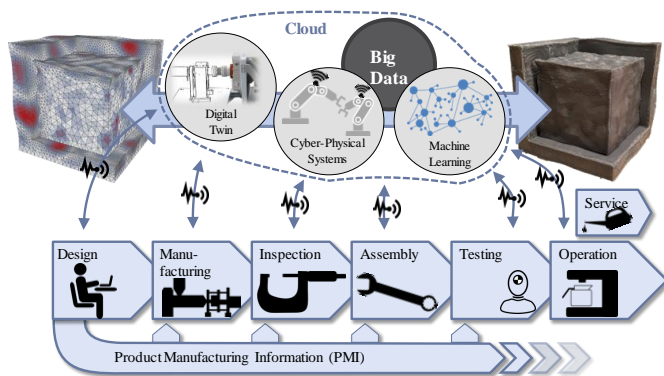 Cloud
Big
Data
Digital
Twin
Cyber-Physical
Systems
Machine
Learning
Service
Design
Manu-
facturing
Inspection
Assembly
Testing
Operation
Product Manufacturing Information (PMI)